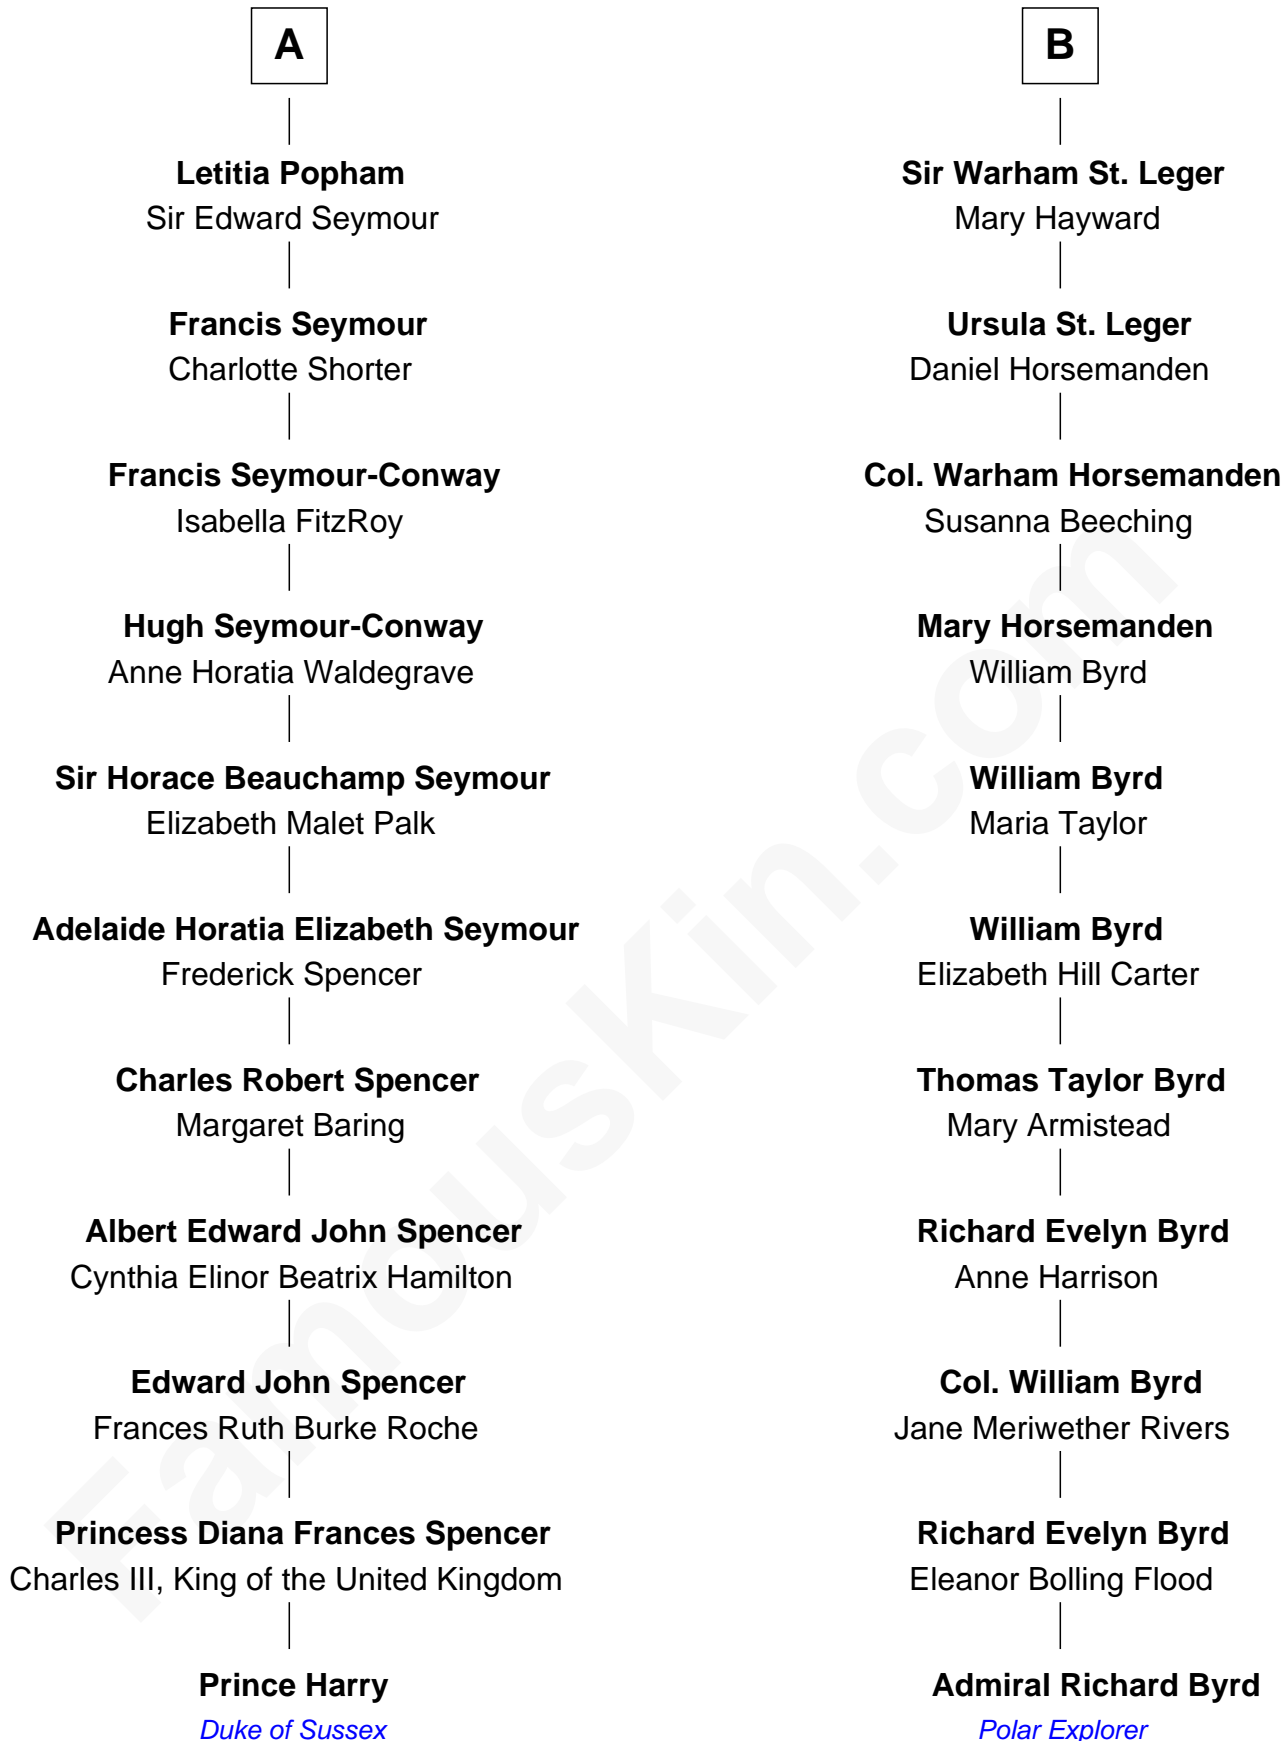 A
Letitia Popham
Sir Edward Seymour
Francis Seymour
Charlotte Shorter
Francis Seymour-Conway
Isabella FitzRoy
Hugh Seymour-Conway
Anne Horatia Waldegrave
Sir Horace Beauchamp Seymour
Elizabeth Malet Palk
Adelaide Horatia Elizabeth Seymour
Frederick Spencer
Charles Robert Spencer
Margaret Baring
Albert Edward John Spencer
Cynthia Elinor Beatrix Hamilton
Edward John Spencer
Frances Ruth Burke Roche
Princess Diana Frances Spencer
Charles III, King of the United Kingdom
Prince Harry
Duke of Sussex
B
Sir Warham St. Leger
Mary Hayward
Ursula St. Leger
Daniel Horsemanden
Col. Warham Horsemanden
Susanna Beeching
Mary Horsemanden
William Byrd
William Byrd
Maria Taylor
William Byrd
Elizabeth Hill Carter
Thomas Taylor Byrd
Mary Armistead
Richard Evelyn Byrd
Anne Harrison
Col. William Byrd
Jane Meriwether Rivers
Richard Evelyn Byrd
Eleanor Bolling Flood
Admiral Richard Byrd
Polar Explorer
FamousKin.com